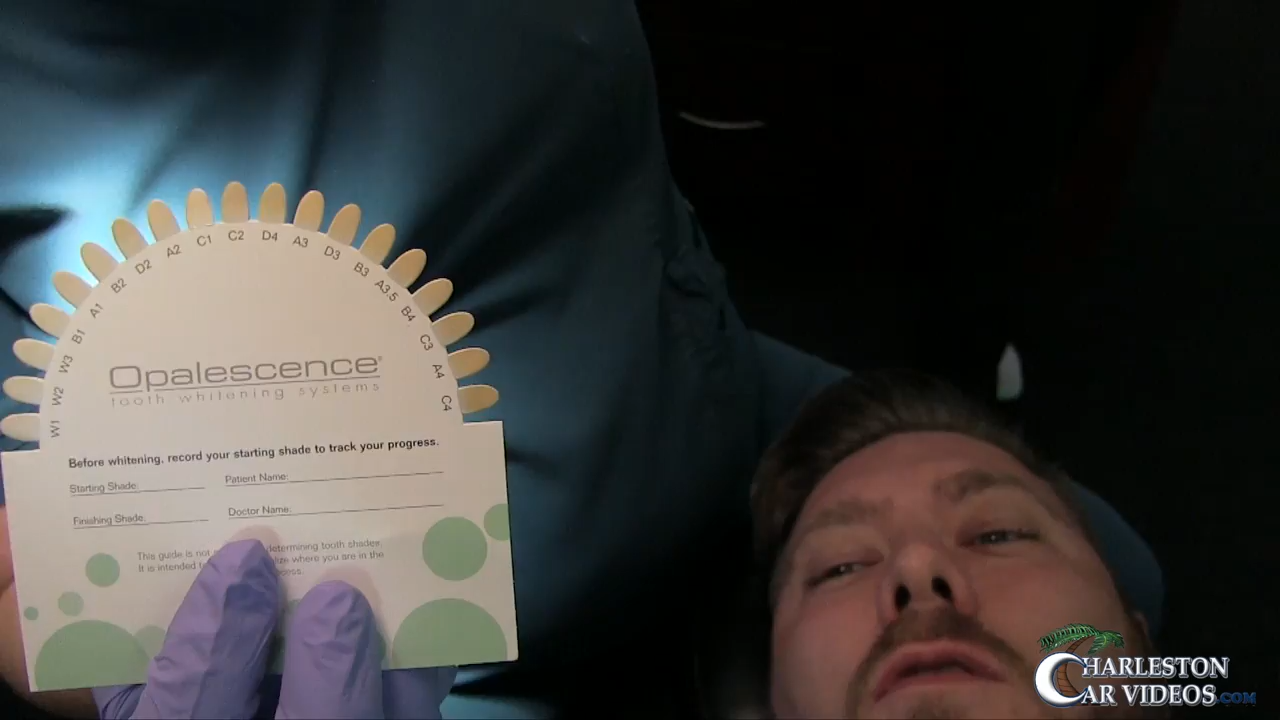 W1 W2 W3 B1 A1 B2 D2 A2 C1 C2 D4 A3 D3 B3 A3.5 B4 C3 A4 C4
Opalescence®
tooth whitening systems
Before whitening, record your starting shade to track your progress.
Starting Shade: Patient Name:
Finishing Shade: Doctor Name:
This guide is not determining tooth shades.
It is intended where you are in the
CHARLESTON
CAR VIDEOS.COM